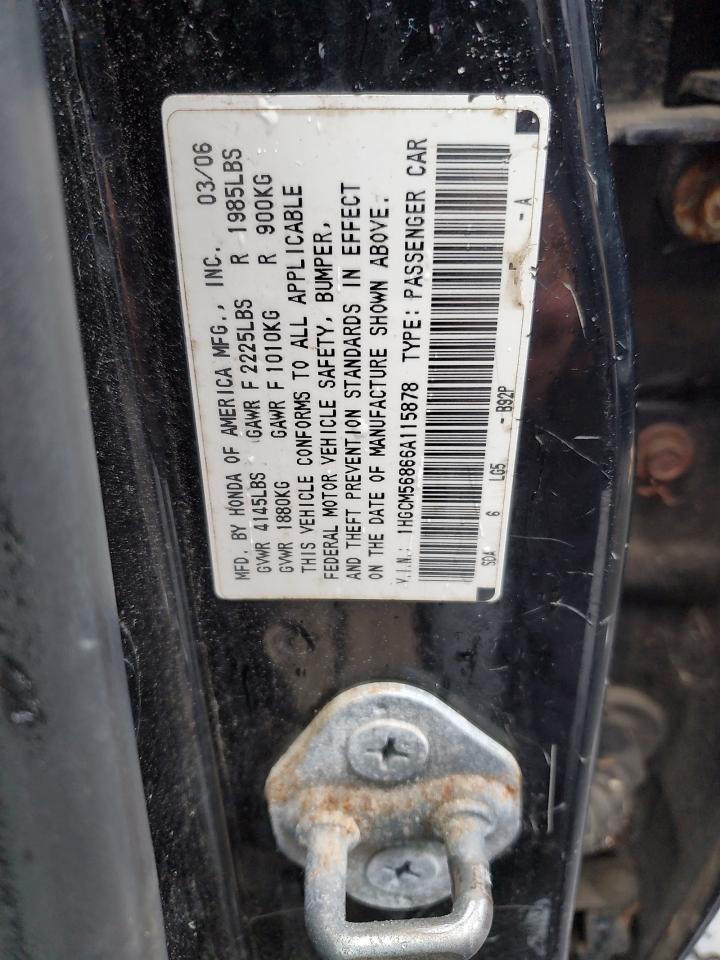 MFD. BY HONDA OF AMERICA MFG., INC. 03/06
GVWR 4145LBS GAWR F 2225LBS R 1985LBS
GVWR 1880KG GAWR F 1010KG R 900KG
THIS VEHICLE CONFORMS TO ALL APPLICABLE
FEDERAL MOTOR VEHICLE SAFETY, BUMPER,
AND THEFT PREVENTION STANDARDS IN EFFECT
ON THE DATE OF MANUFACTURE SHOWN ABOVE.
V.I.N.: 1HGCM56866A115878 TYPE: PASSENGER CAR
SDA 6 LG5 - B92P - A